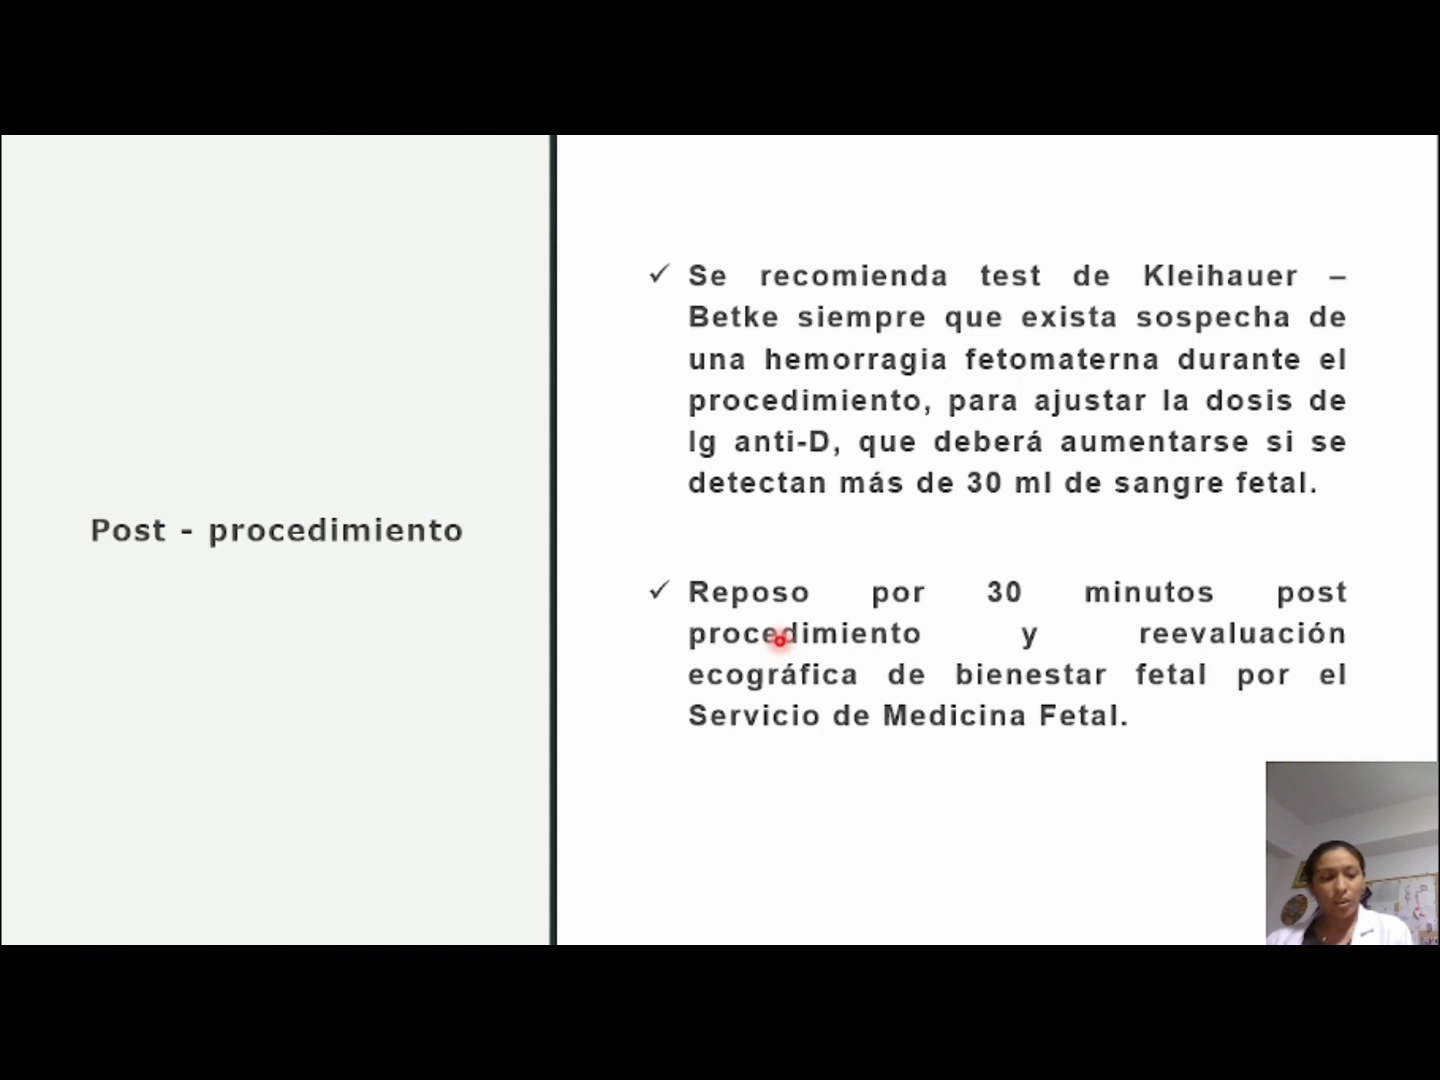 Post - procedimiento
✓ Se recomienda test de Kleihauer –
Betke siempre que exista sospecha de
una hemorragia fetomaterna durante el
procedimiento, para ajustar la dosis de
Ig anti-D, que deberá aumentarse si se
detectan más de 30 ml de sangre fetal.
✓ Reposo por 30 minutos post
procedimiento y reevaluación
ecográfica de bienestar fetal por el
Servicio de Medicina Fetal.